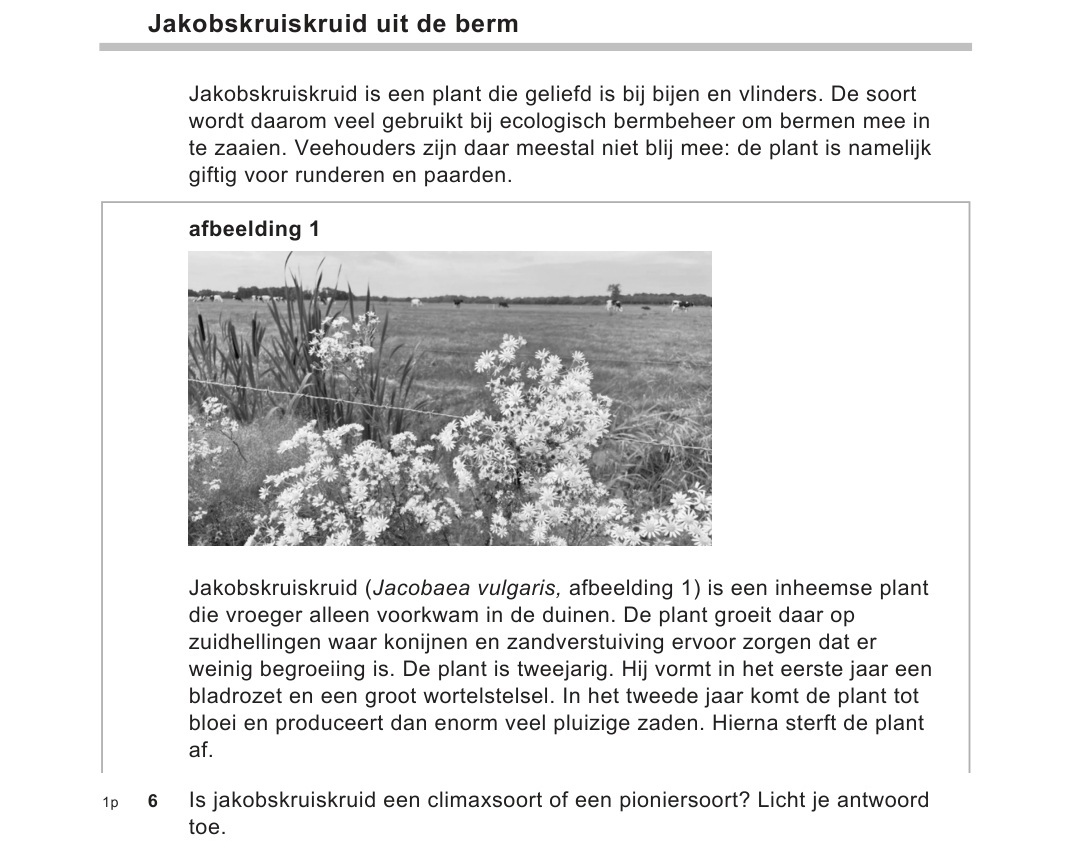 Jakobskruiskruid uit de berm
Jakobskruiskruid is een plant die geliefd is bij bijen en vlinders. De soort
wordt daarom veel gebruikt bij ecologisch bermbeheer om bermen mee in
te zaaien. Veehouders zijn daar meestal niet blij mee: de plant is namelijk
giftig voor runderen en paarden.
afbeelding 1
Jakobskruiskruid (Jacobaea vulgaris, afbeelding 1) is een inheemse plant
die vroeger alleen voorkwam in de duinen. De plant groeit daar op
zuidhellingen waar konijnen en zandverstuiving ervoor zorgen dat er
weinig begroeiing is. De plant is tweejarig. Hij vormt in het eerste jaar een
bladrozet en een groot wortelstelsel. In het tweede jaar komt de plant tot
bloei en produceert dan enorm veel pluizige zaden. Hierna sterft de plant
af.
1p 6 Is jakobskruiskruid een climaxsoort of een pioniersoort? Licht je antwoord
toe.